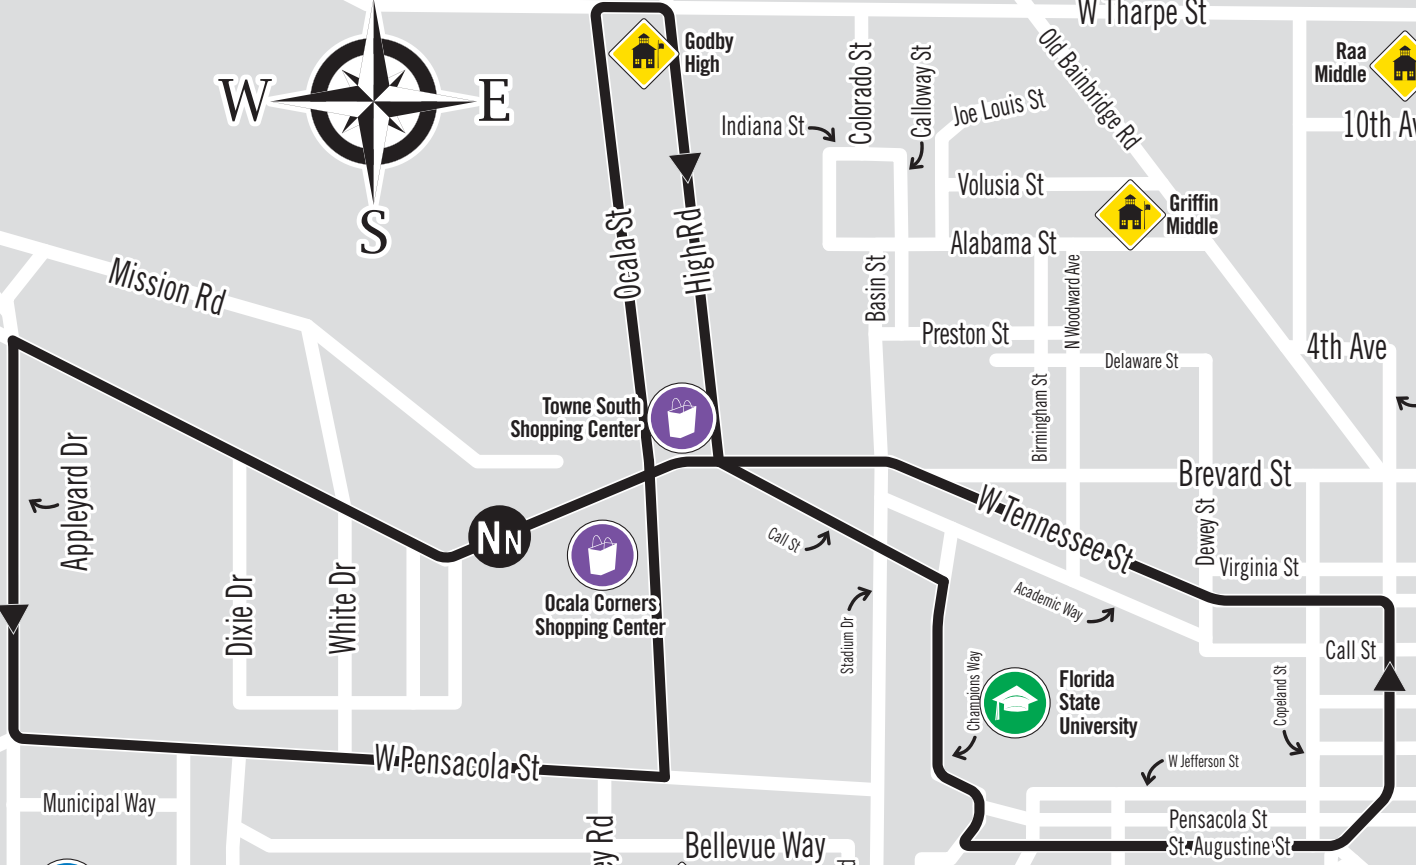 W Tharpe St
Godby
High
Raa
Middle
W
E
S
Old Bainbridge Rd
Colorado St
Calloway St
Joe Louis St
Indiana St
10th Av
Volusia St
Griffin
Middle
Ocala St
High Rd
Alabama St
Mission Rd
Basin St
N Woodward Ave
Preston St
4th Ave
Delaware St
Birmingham St
Towne South
Shopping Center
Appleyard Dr
Brevard St
W Tennessee St
Dewey St
NN
Call St
Virginia St
Ocala Corners
Shopping Center
Dixie Dr
White Dr
Academic Way
Stadium Dr
Call St
Champions Way
Florida
State
University
Copeland St
W Pensacola St
W Jefferson St
Municipal Way
Pensacola St
St. Augustine St
Bellevue Way
ey Rd
d